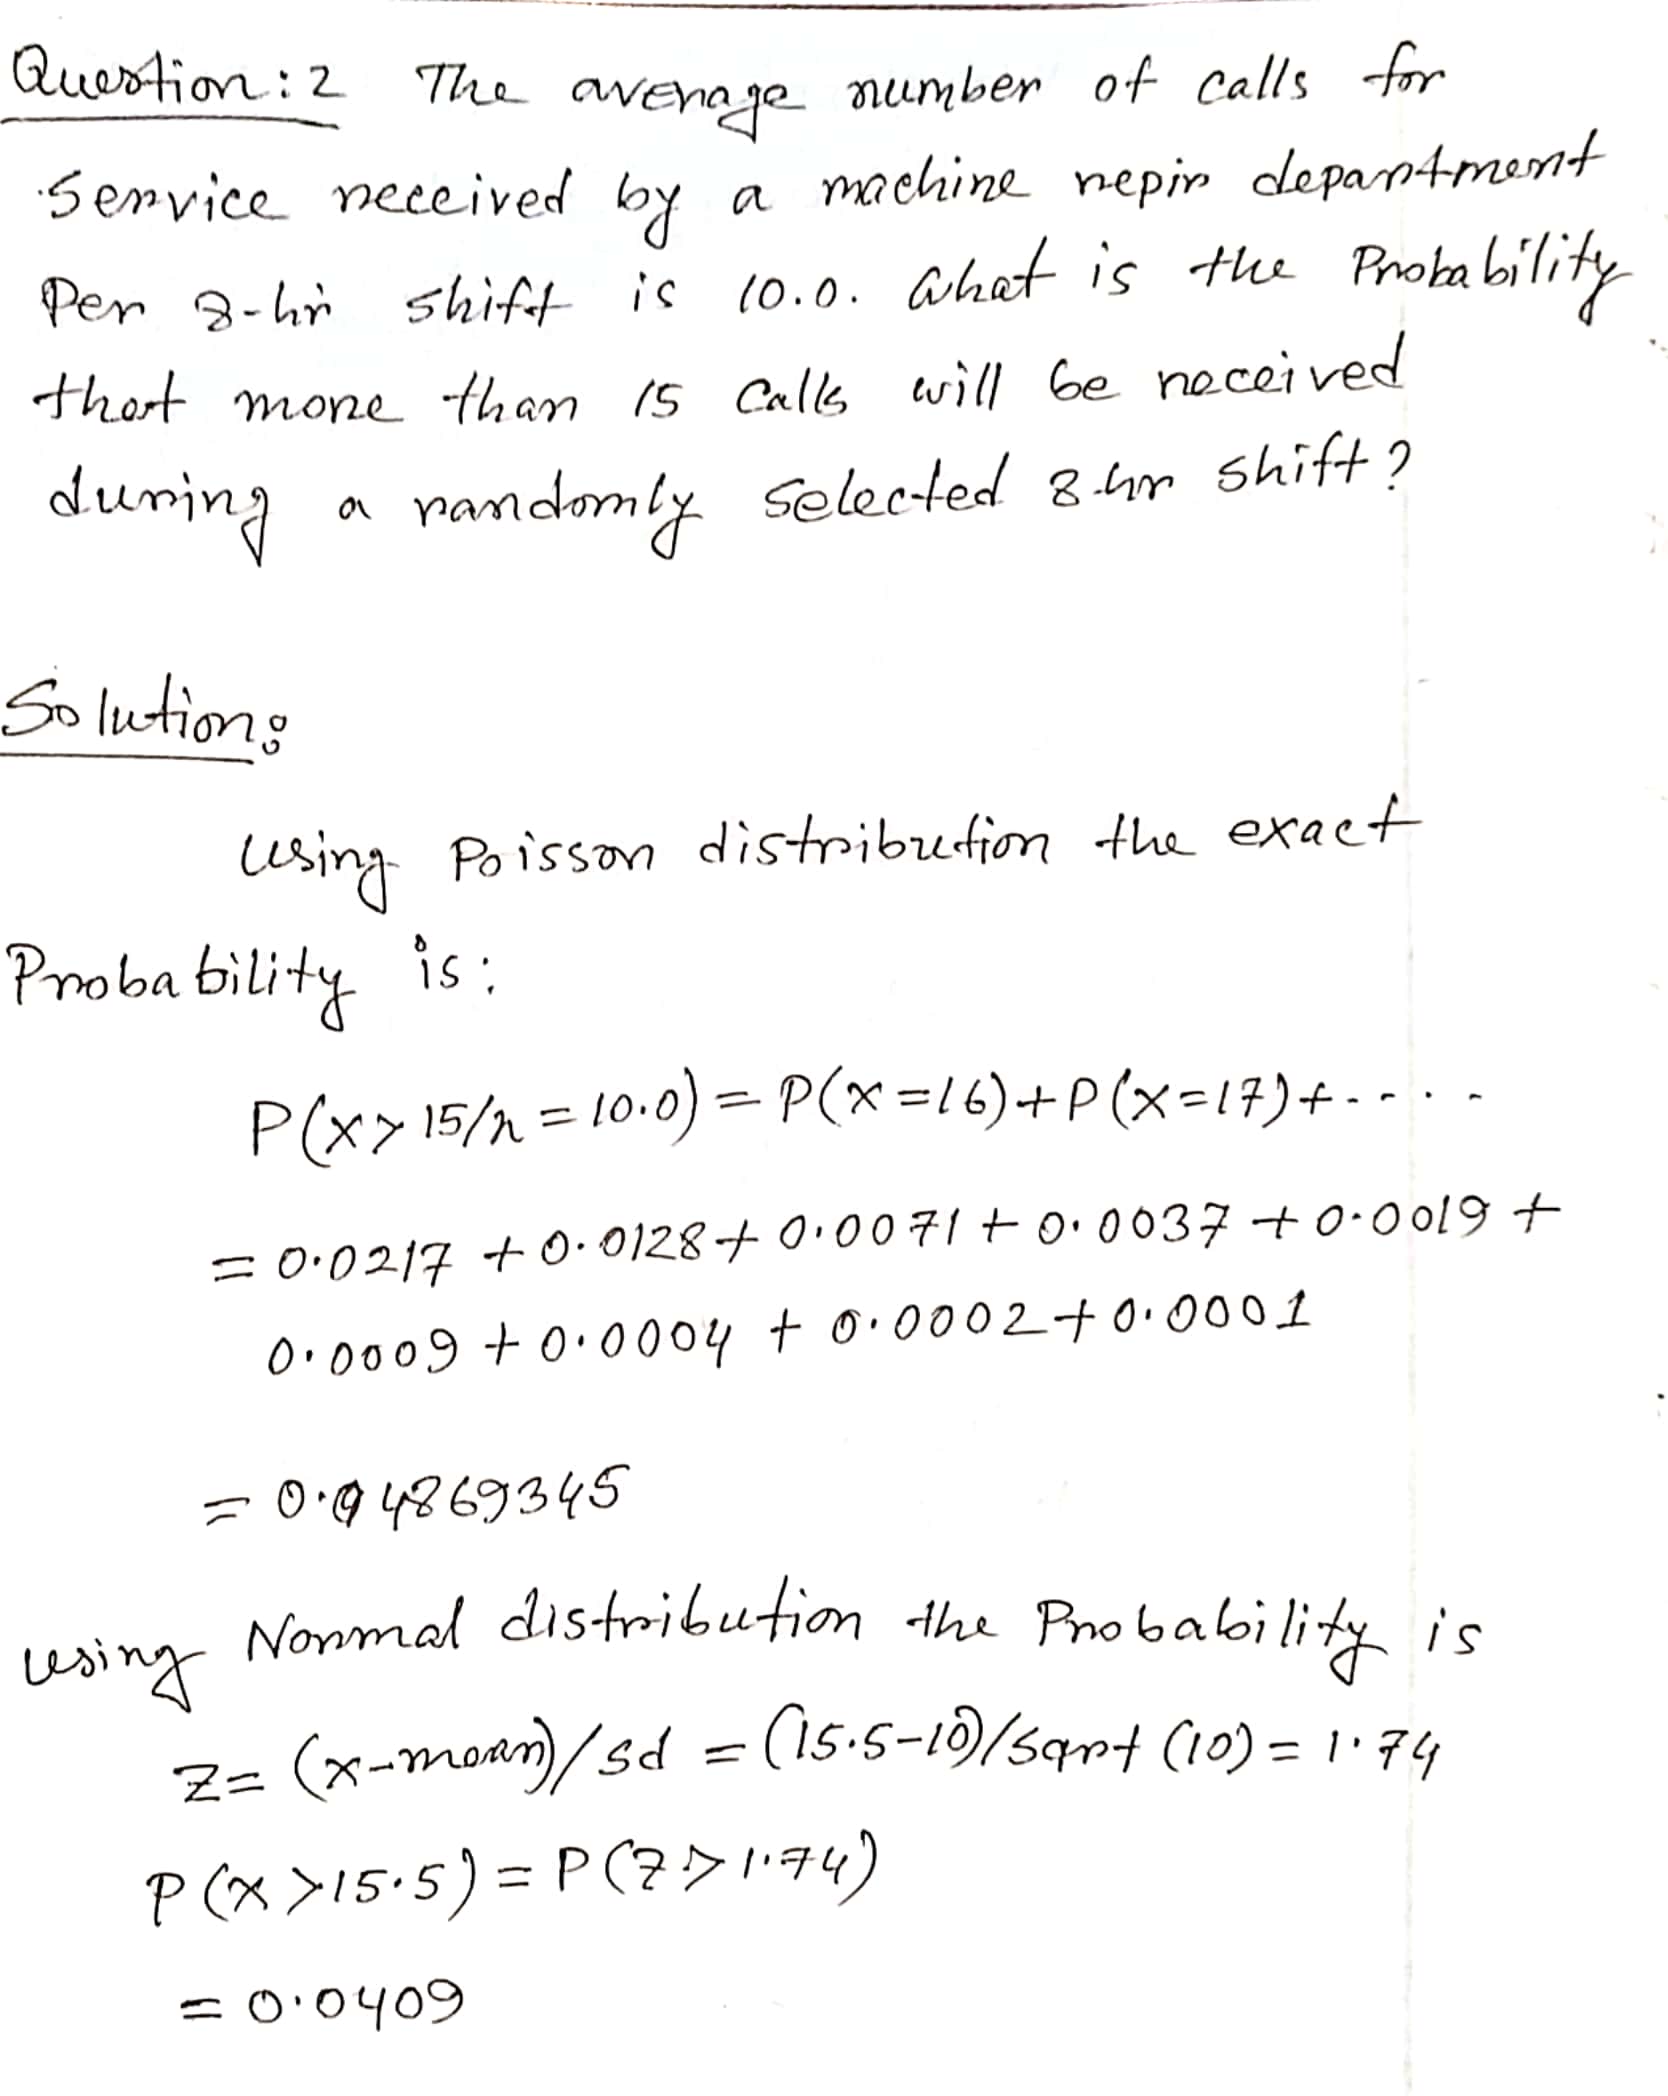 Question: 2 The average number of calls for
Service received by a machine repir department
Per 8-hr shift is 10.0. What is the Probability
that more than 15 Calls will be received
during a randomly selected 8-hr shift?
Solution:
Using Poisson distribution the exact
Probability is:
P(x > 15/λ = 10.0) = P(x = 16) + P(x = 17) + .....
= 0.0217 + 0.0128 + 0.0071 + 0.0037 + 0.0019 +
0.0009 + 0.0004 + 0.0002 + 0.0001
= 0.04869345
Using Normal distribution the Probability is
Z = (x-mean)/sd = (15.5-10)/sqrt (10) = 1.74
P(x > 15.5) = P(Z > 1.74)
= 0.0409